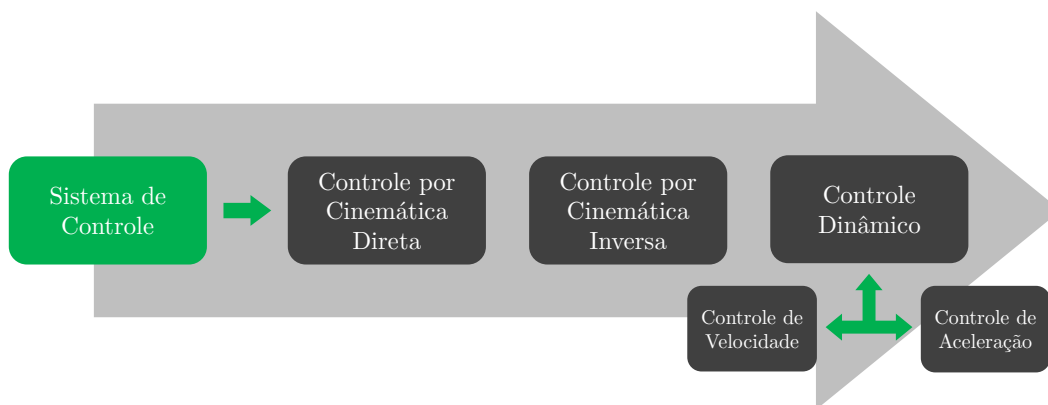 Sistema de
Controle
Controle por
Cinemática
Direta
Controle por
Cinemática
Inversa
Controle
Dinâmico
Controle de
Velocidade
Controle de
Aceleração